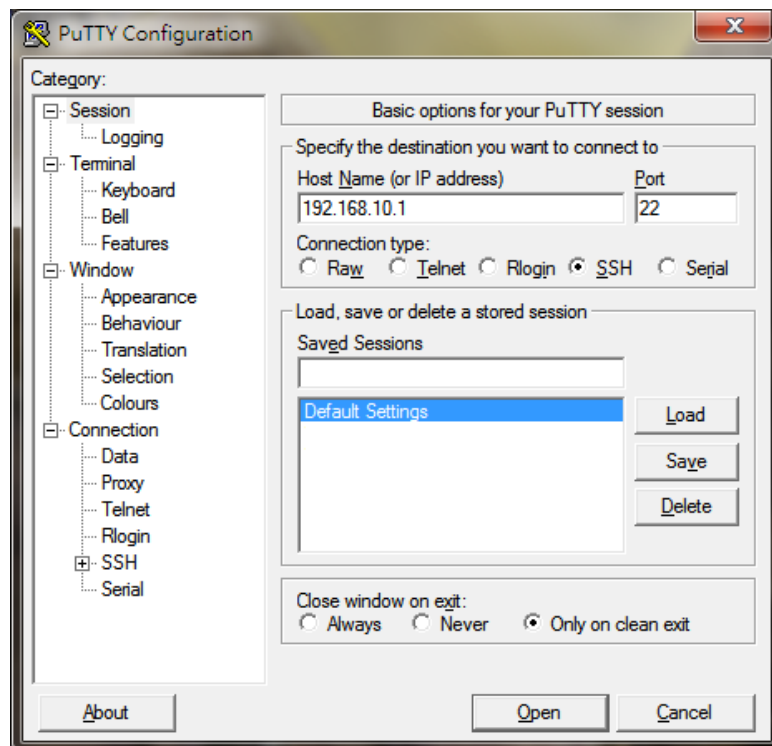 PuTTY Configuration
x
Category:
Session
Logging
Terminal
Keyboard
Bell
Features
Window
Appearance
Behaviour
Translation
Selection
Colours
Connection
Data
Proxy
Telnet
Rlogin
SSH
Serial
Basic options for your PuTTY session
Specify the destination you want to connect to
Host Name (or IP address) Port
192.168.10.1 22
Connection type:
Raw Telnet Rlogin SSH Serial
Load, save or delete a stored session
Saved Sessions
Default Settings
Load
Save
Delete
Close window on exit:
Always Never Only on clean exit
About Open Cancel